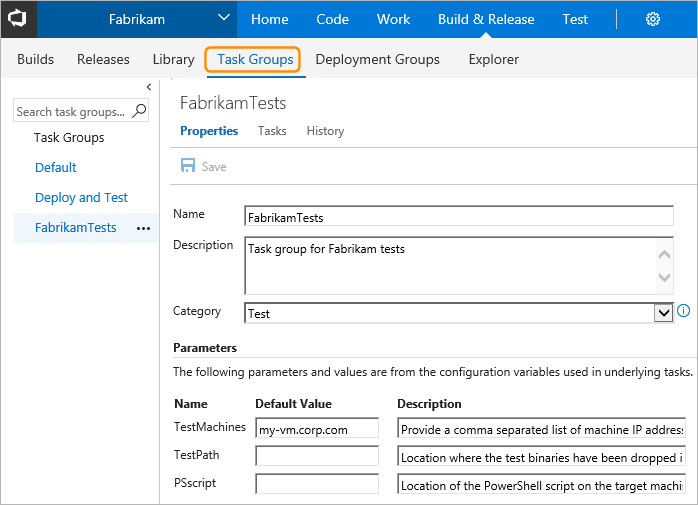 Fabrikam Home Code Work Build & Release Test
Builds Releases Library Task Groups Deployment Groups Explorer
Search task groups...
Task Groups
Default
Deploy and Test
FabrikamTests ...
FabrikamTests
Properties Tasks History
Save
Name FabrikamTests
Description Task group for Fabrikam tests
Category Test
Parameters
The following parameters and values are from the configuration variables used in underlying tasks.
Name Default Value Description
TestMachines my-vm.corp.com Provide a comma separated list of machine IP address
TestPath Location where the test binaries have been dropped i
PSscript Location of the PowerShell script on the target machi